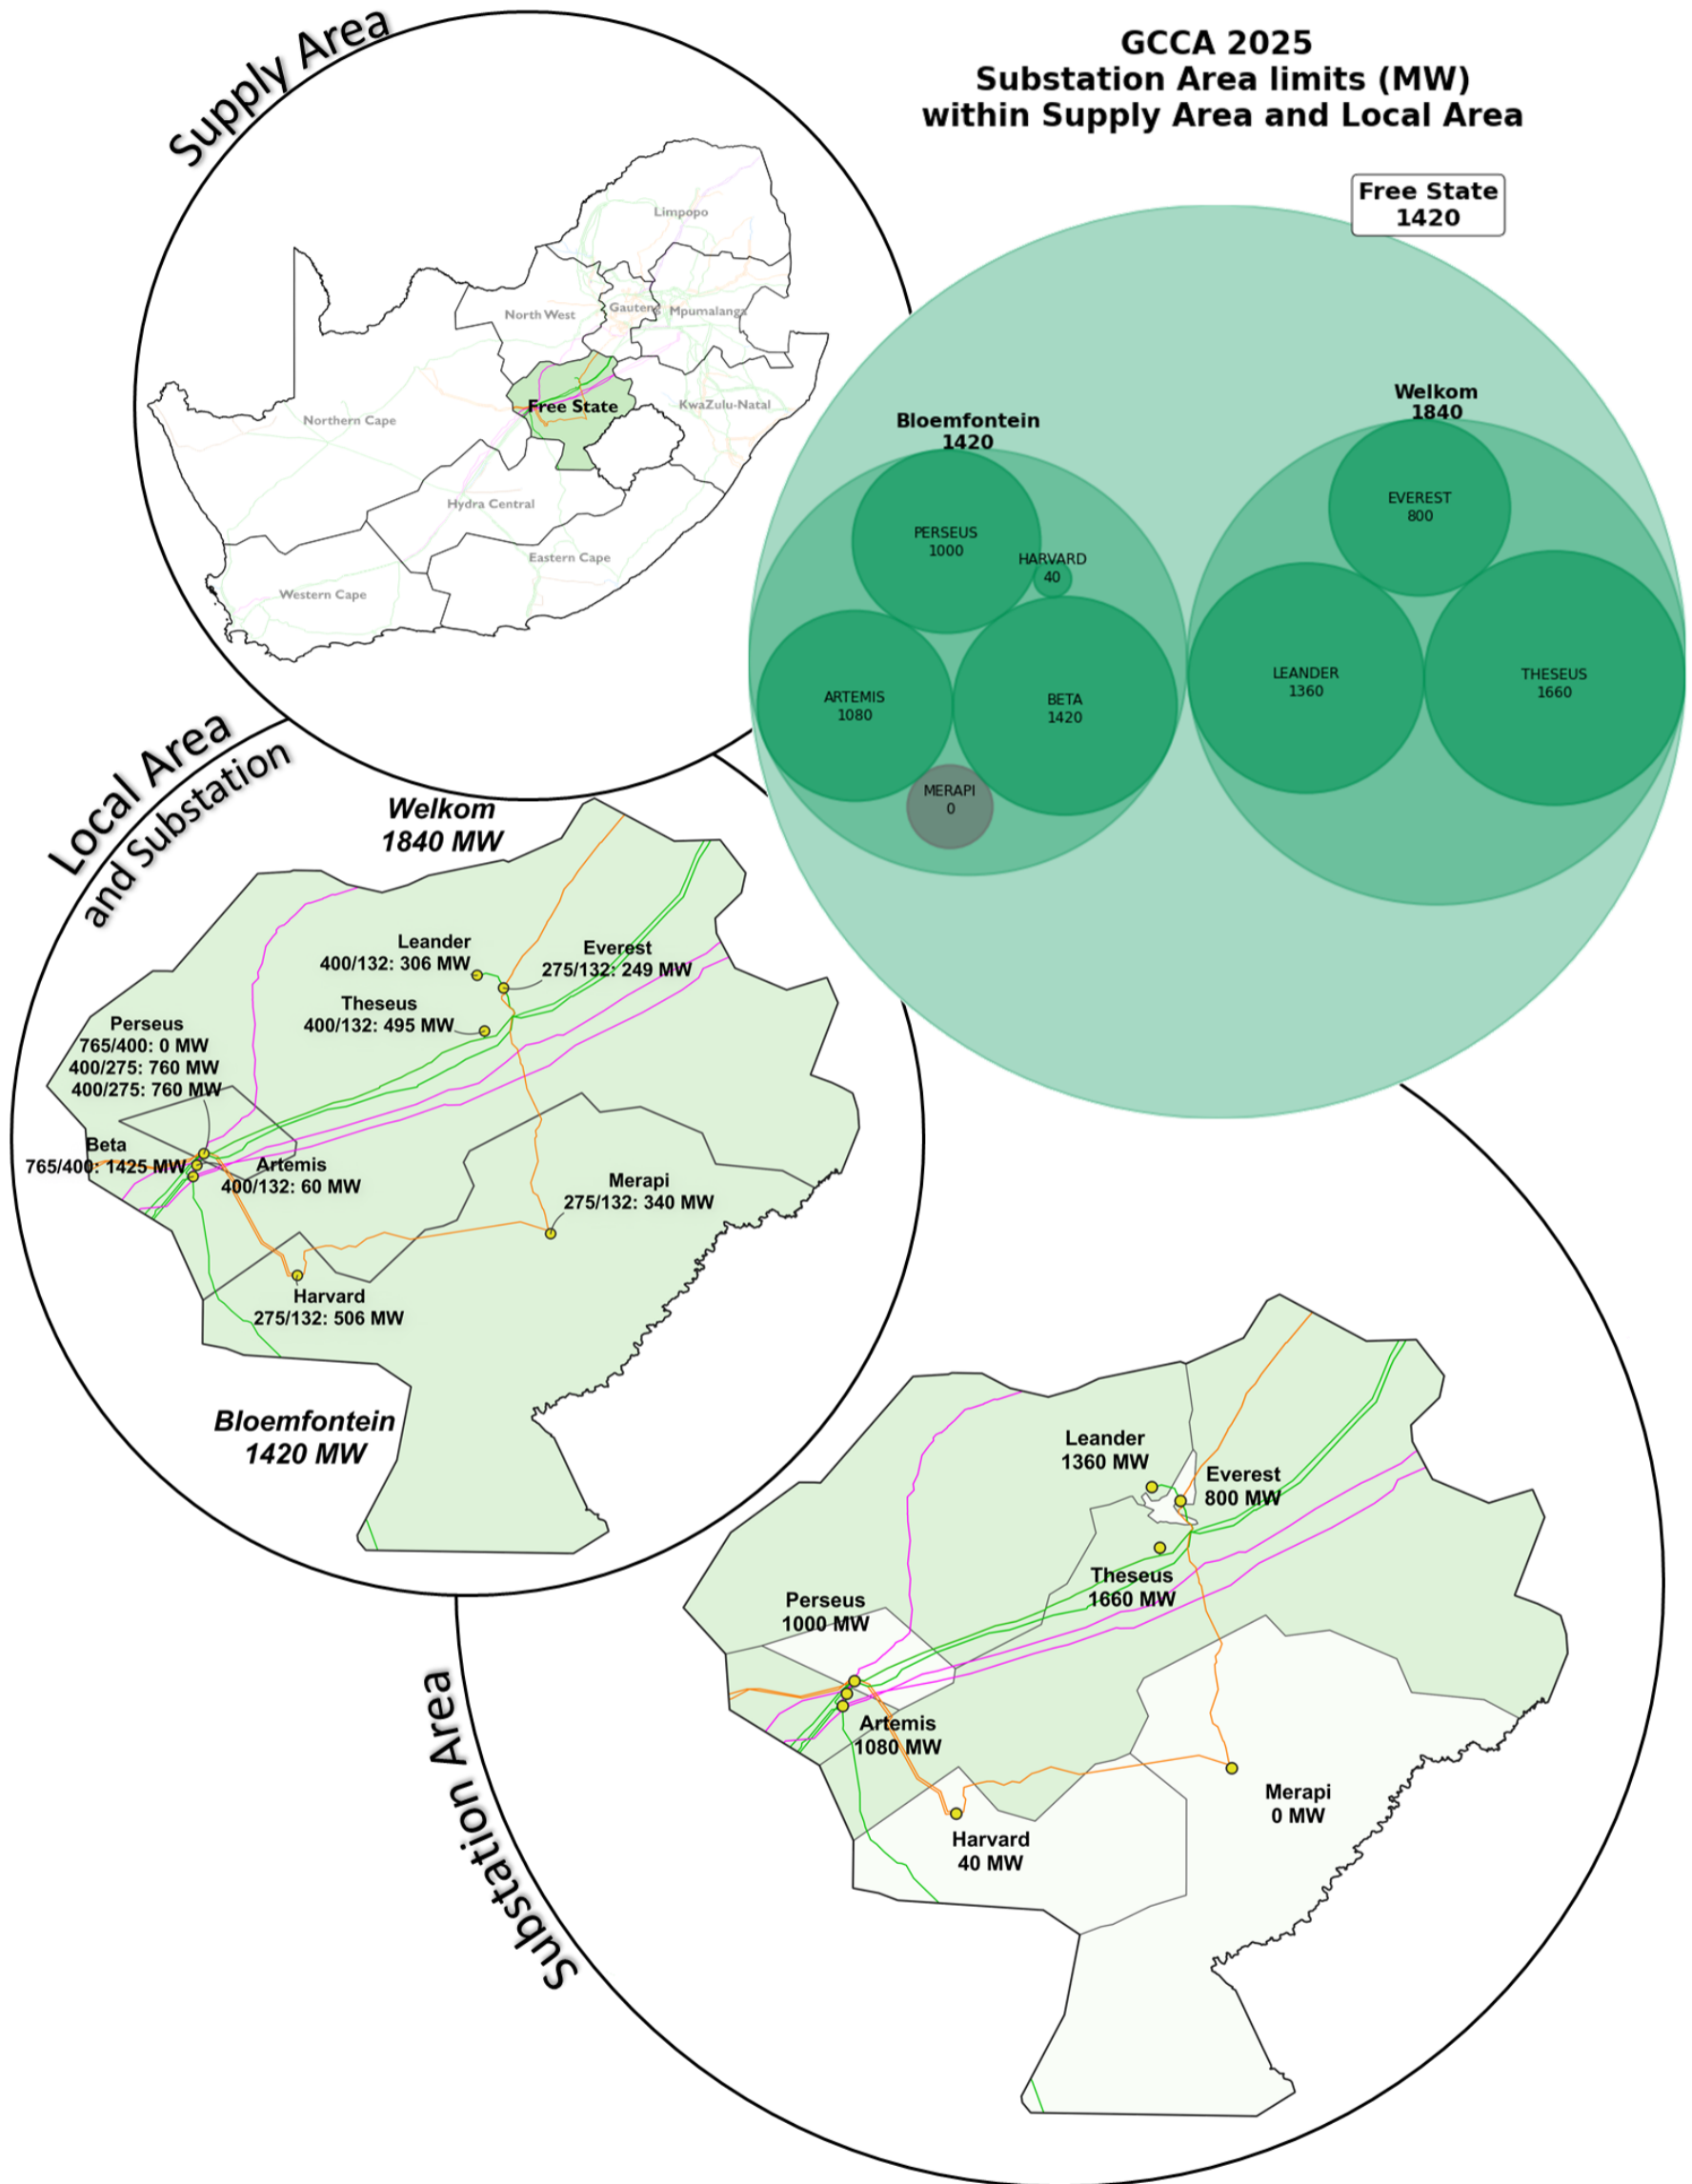 Supply Area
GCCA 2025
Substation Area limits (MW)
within Supply Area and Local Area
Free State
1420
Limpopo
North West
Gauteng
Mpumalanga
Free State
KwaZulu-Natal
Northern Cape
Hydra Central
Eastern Cape
Western Cape
Bloemfontein
1420
PERSEUS
1000
HARVARD
40
ARTEMIS
1080
BETA
1420
MERAPI
0
Welkom
1840
EVEREST
800
LEANDER
1360
THESEUS
1660
Local Area
and Substation
Welkom
1840 MW
Leander
400/132: 306 MW
Everest
275/132: 249 MW
Theseus
400/132: 495 MW
Perseus
765/400: 0 MW
400/275: 760 MW
400/275: 760 MW
Beta
765/400: 1425 MW
Artemis
400/132: 60 MW
Merapi
275/132: 340 MW
Harvard
275/132: 506 MW
Bloemfontein
1420 MW
Substation Area
Leander
1360 MW
Everest
800 MW
Theseus
1660 MW
Perseus
1000 MW
Artemis
1080 MW
Merapi
0 MW
Harvard
40 MW